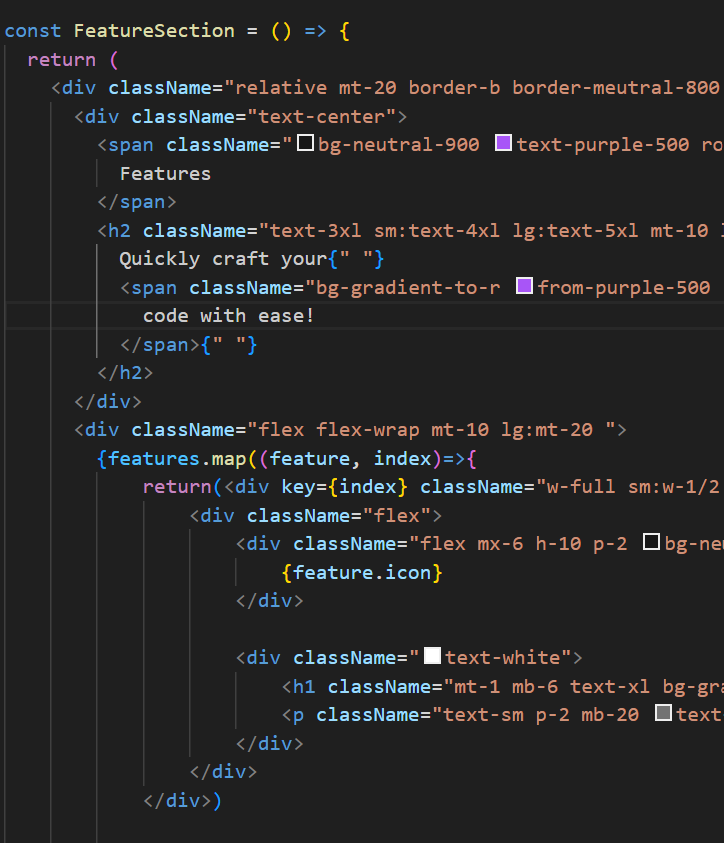 const FeatureSection = () => {
return (
<div className="relative mt-20 border-b border-meutral-800
<div className="text-center">
<span className="bg-neutral-900 text-purple-500 ro
Features
</span>
<h2 className="text-3xl sm:text-4xl lg:text-5xl mt-10
Quickly craft your{" "}
<span className="bg-gradient-to-r from-purple-500
code with ease!
</span>{" "}
</h2>
</div>
<div className="flex flex-wrap mt-10 lg:mt-20 ">
{features.map((feature, index)=>{
return(<div key={index} className="w-full sm:w-1/2
<div className="flex">
<div className="flex mx-6 h-10 p-2 bg-neu
{feature.icon}
</div>
<div className="text-white">
<h1 className="mt-1 mb-6 text-xl bg-gra
<p className="text-sm p-2 mb-20 text-
</div>
</div>
</div>)